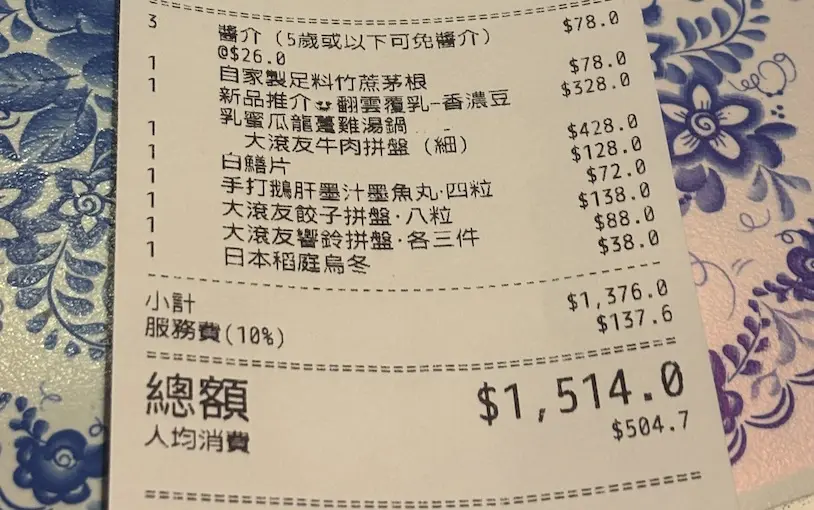 3 醬介（5歲或以下可免醬介） $78.0
@$26.0
1 自家製足料竹蔗茅根 $78.0
1 新品推介 翻雲覆乳-香濃豆 $328.0
乳蜜瓜龍躉雞湯鍋
1 大滾友牛肉拼盤（細） $428.0
1 白鱔片 $128.0
1 手打鵝肝墨汁墨魚丸·四粒 $72.0
1 大滾友餃子拼盤·八粒 $138.0
1 大滾友響鈴拼盤·各三件 $88.0
1 日本稻庭烏冬 $38.0
小計 $1,376.0
服務費(10%) $137.6
總額 $1,514.0
人均消費 $504.7